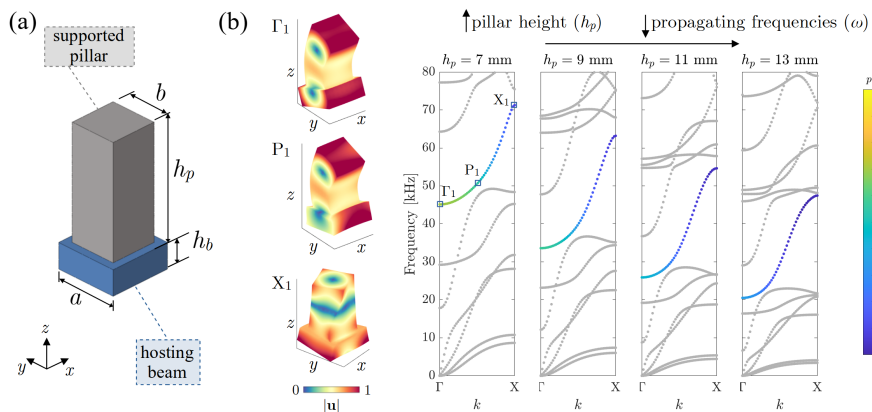 (a)
supported
pillar
b
h_p
h_b
a
z
y
x
hosting
beam
(b)
Γ1
z
y
x
P1
z
y
x
X1
z
y
x
0
1
|u|
↑pillar height (h_p)
↓propagating frequencies (ω)
h_p = 7 mm
h_p = 9 mm
h_p = 11 mm
h_p = 13 mm
Frequency [kHz]
80
70
60
50
40
30
20
10
0
X1
P1
Γ1
Γ
X
Γ
X
Γ
X
Γ
X
k
k
k
k
p